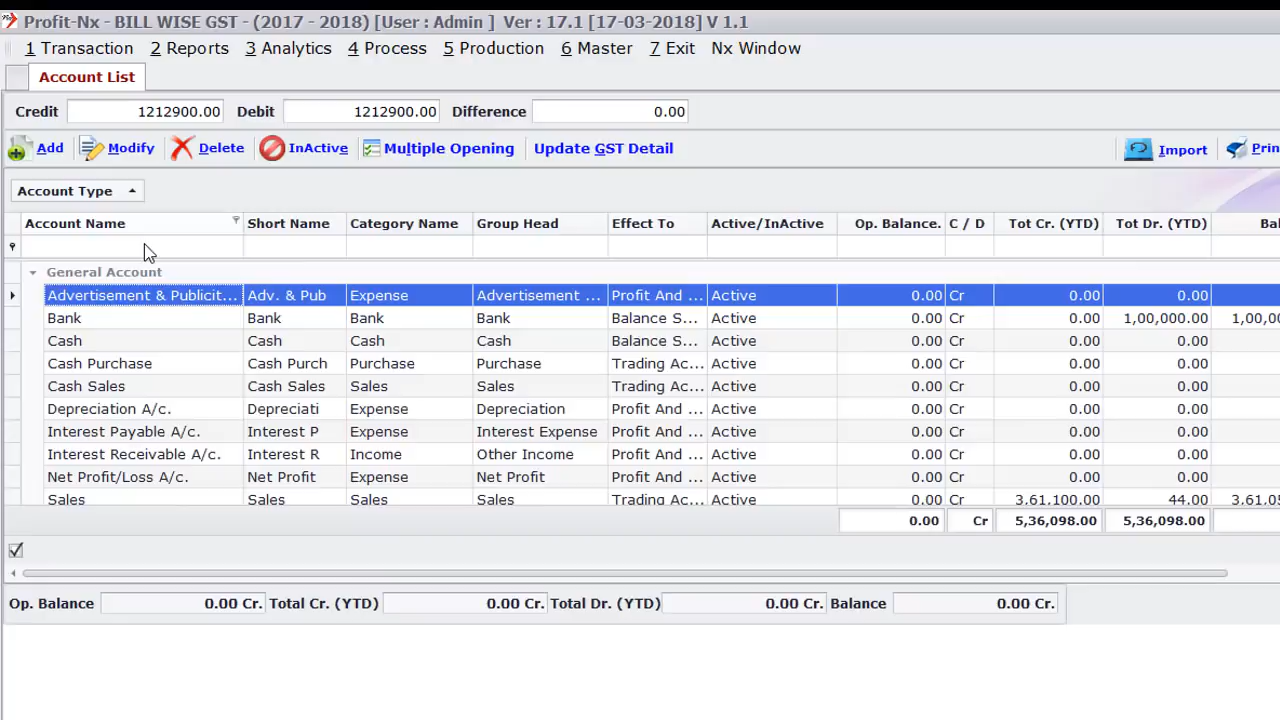 Profit-Nx - BILL WISE GST - (2017 - 2018) [User : Admin ] Ver : 17.1 [17-03-2018] V 1.1
1 Transaction 2 Reports 3 Analytics 4 Process 5 Production 6 Master 7 Exit Nx Window
Account List
Credit 1212900.00 Debit 1212900.00 Difference 0.00
Add Modify Delete InActive Multiple Opening Update GST Detail Import Prin
Account Type
Account Name Short Name Category Name Group Head Effect To Active/InActive Op. Balance. C / D Tot Cr. (YTD) Tot Dr. (YTD) Bal
General Account
Advertisement & Publicit... Adv. & Pub Expense Advertisement ... Profit And ... Active 0.00 Cr 0.00 0.00
Bank Bank Bank Bank Balance S... Active 0.00 Cr 0.00 1,00,000.00 1,00,00
Cash Cash Cash Cash Balance S... Active 0.00 Cr 0.00 0.00
Cash Purchase Cash Purch Purchase Purchase Trading Ac... Active 0.00 Cr 0.00 0.00
Cash Sales Cash Sales Sales Sales Trading Ac... Active 0.00 Cr 0.00 0.00
Depreciation A/c. Depreciati Expense Depreciation Profit And ... Active 0.00 Cr 0.00 0.00
Interest Payable A/c. Interest P Expense Interest Expense Profit And ... Active 0.00 Cr 0.00 0.00
Interest Receivable A/c. Interest R Income Other Income Profit And ... Active 0.00 Cr 0.00 0.00
Net Profit/Loss A/c. Net Profit Expense Net Profit Profit And ... Active 0.00 Cr 0.00 0.00
Sales Sales Sales Sales Trading Ac... Active 0.00 Cr 3,61,100.00 44.00 3,61,05
0.00 Cr 5,36,098.00 5,36,098.00
Op. Balance 0.00 Cr. Total Cr. (YTD) 0.00 Cr. Total Dr. (YTD) 0.00 Cr. Balance 0.00 Cr.